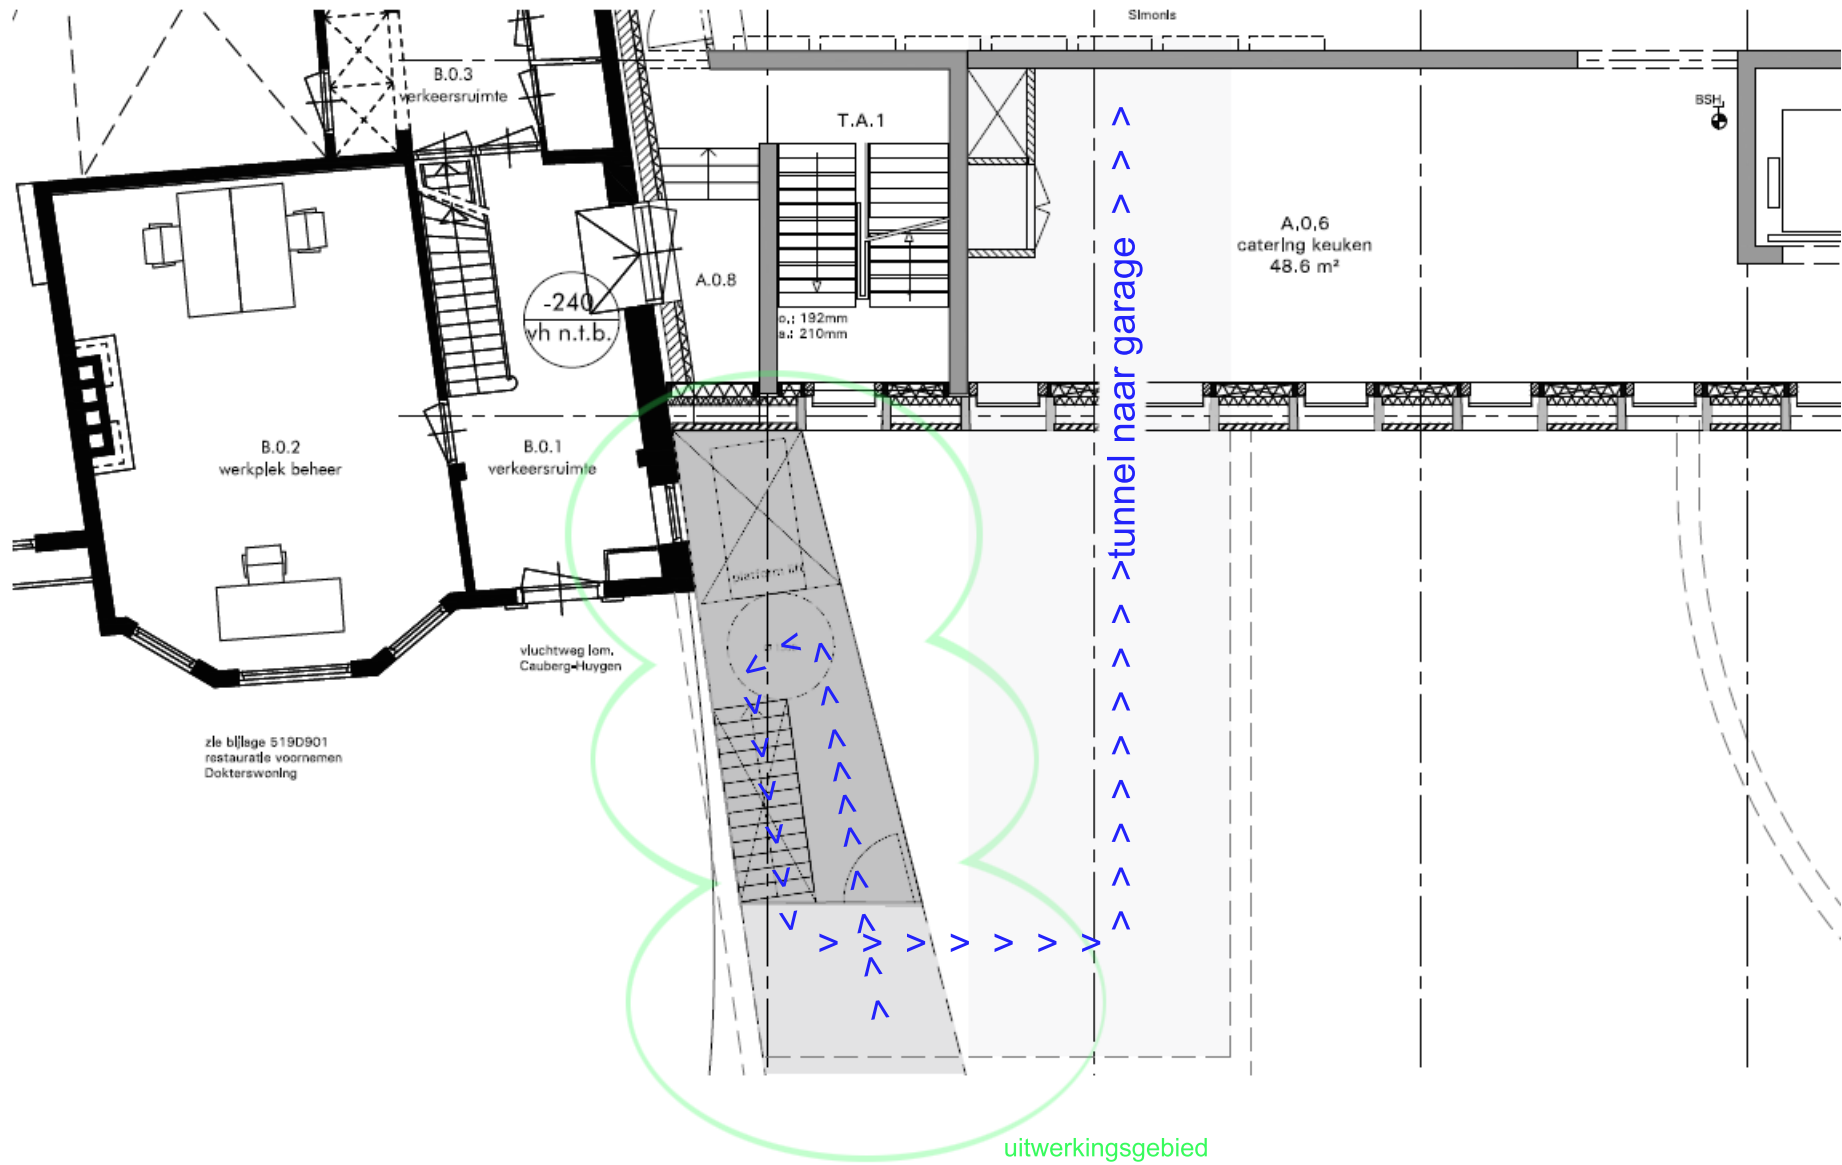 Simonis
B.0.3
verkeersruimte
BSH.
T.A.1
A.0.6
catering keuken
48.6 m²
A.0.8
-240
vh n.t.b.
o.: 192mm
a.: 210mm
tunnel naar garage
B.0.2
werkplek beheer
B.0.1
verkeersruimte
platform lift
vluchtweg iom.
Cauberg-Huygen
zie bijlage 519D901
restauratie voornemen
Dokterswoning
uitwerkingsgebied